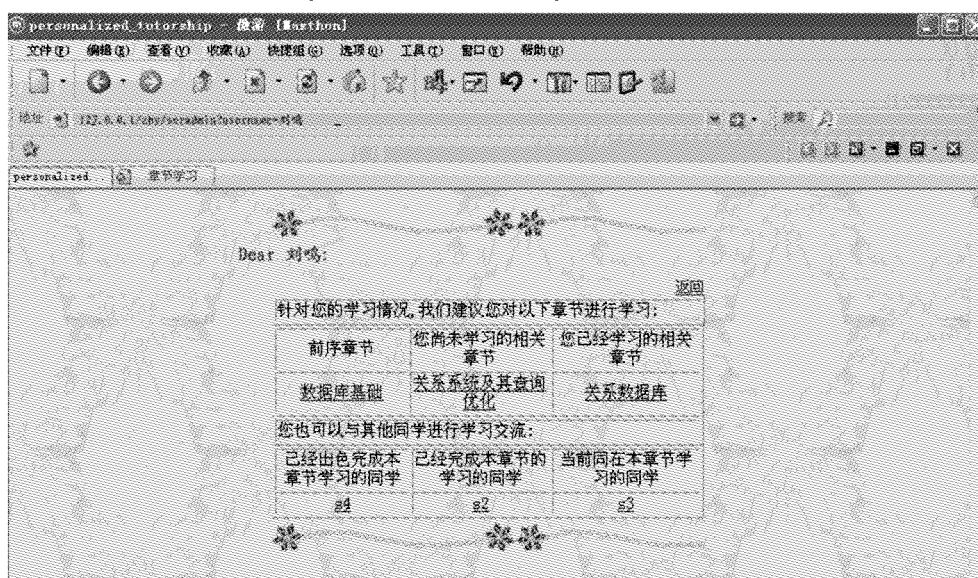 personalized_tutorship - 傲游 [Maxthon]
文件(F) 编辑(E) 查看(V) 收藏(A) 快捷组(G) 选项(O) 工具(T) 窗口(W) 帮助(H)
地址 搜索
personalized... 章节学习
Dear 刘鸣:
返回
针对您的学习情况,我们建议您对以下章节进行学习:
前序章节 您尚未学习的相关章节 您已经学习的相关章节
数据库基础 关系系统及其查询优化 关系数据库
您也可以与其他同学进行学习交流:
已经出色完成本章节学习的同学 已经完成本章节的学习的同学 当前同在本章节学习的同学
s4 s2 s3